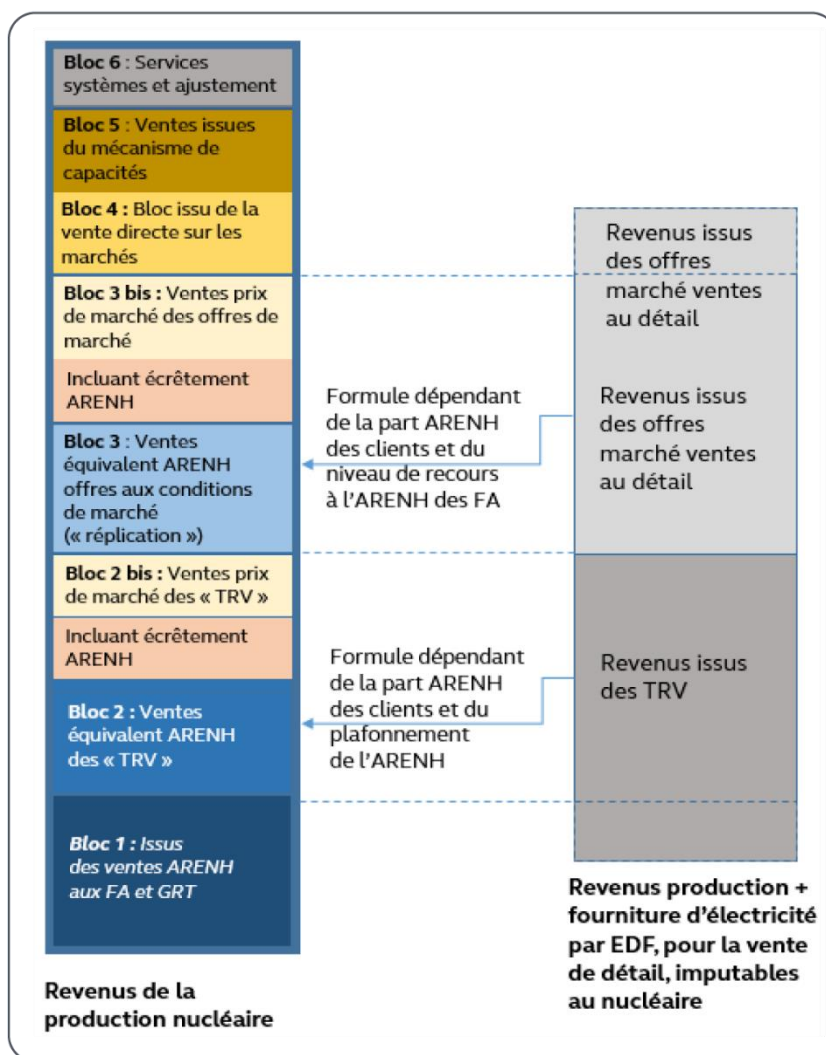 Bloc 6 : Services
systèmes et ajustement
Bloc 5 : Ventes issues
du mécanisme de
capacités
Bloc 4 : Bloc issu de la
vente directe sur les
marchés
Bloc 3 bis : Ventes prix
de marché des offres de
marché
Incluant écrêtement
ARENH
Bloc 3 : Ventes
équivalent ARENH
offres aux conditions
de marché
(« réplication »)
Bloc 2 bis : Ventes prix
de marché des « TRV »
Incluant écrêtement
ARENH
Bloc 2 : Ventes
équivalent ARENH
des « TRV »
Bloc 1 : Issus
des ventes ARENH
aux FA et GRT
Revenus de la
production nucléaire
Formule dépendant
de la part ARENH
des clients et du
niveau de recours
à l’ARENH des FA
Formule dépendant
de la part ARENH
des clients et du
plafonnement
de l’ARENH
Revenus issus
des offres
marché ventes
au détail
Revenus issus
des offres
marché ventes
au détail
Revenus issus
des TRV
Revenus production +
fourniture d’électricité
par EDF, pour la vente
de détail, imputables
au nucléaire